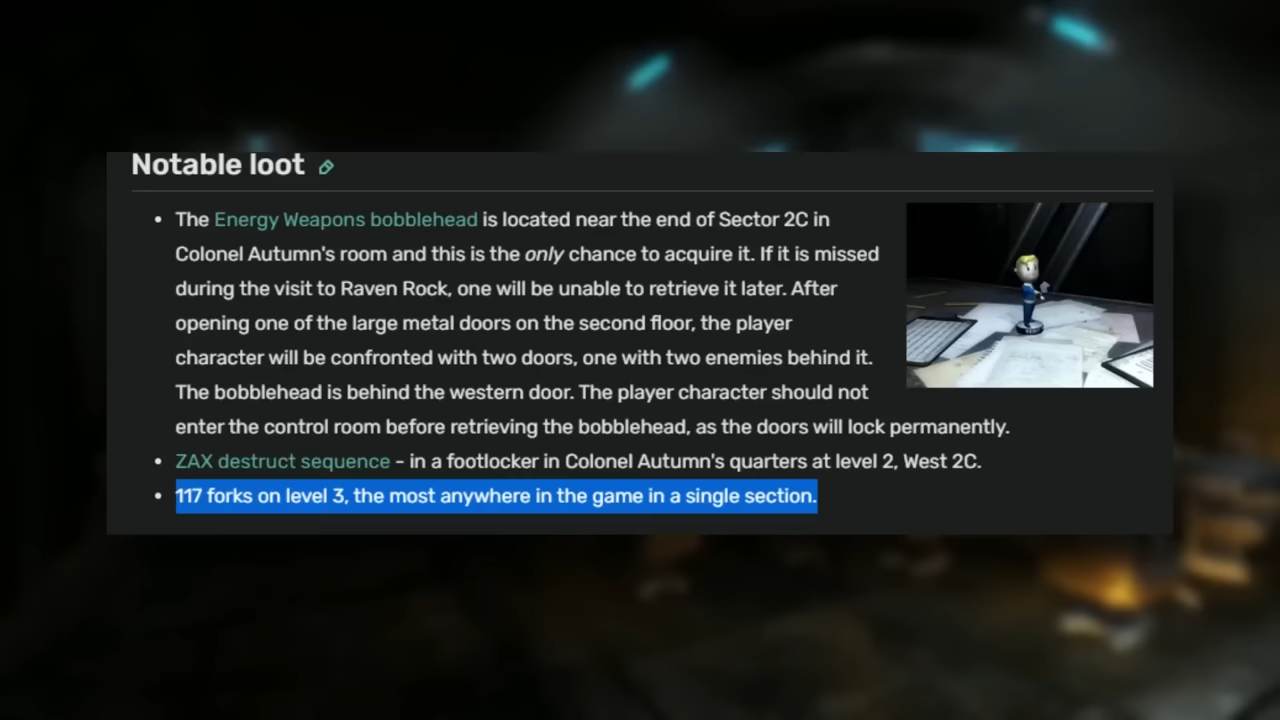 Notable loot
The Energy Weapons bobblehead is located near the end of Sector 2C in
Colonel Autumn's room and this is the only chance to acquire it. If it is missed
during the visit to Raven Rock, one will be unable to retrieve it later. After
opening one of the large metal doors on the second floor, the player
character will be confronted with two doors, one with two enemies behind it.
The bobblehead is behind the western door. The player character should not
enter the control room before retrieving the bobblehead, as the doors will lock permanently.
ZAX destruct sequence - in a footlocker in Colonel Autumn's quarters at level 2, West 2C.
117 forks on level 3, the most anywhere in the game in a single section.